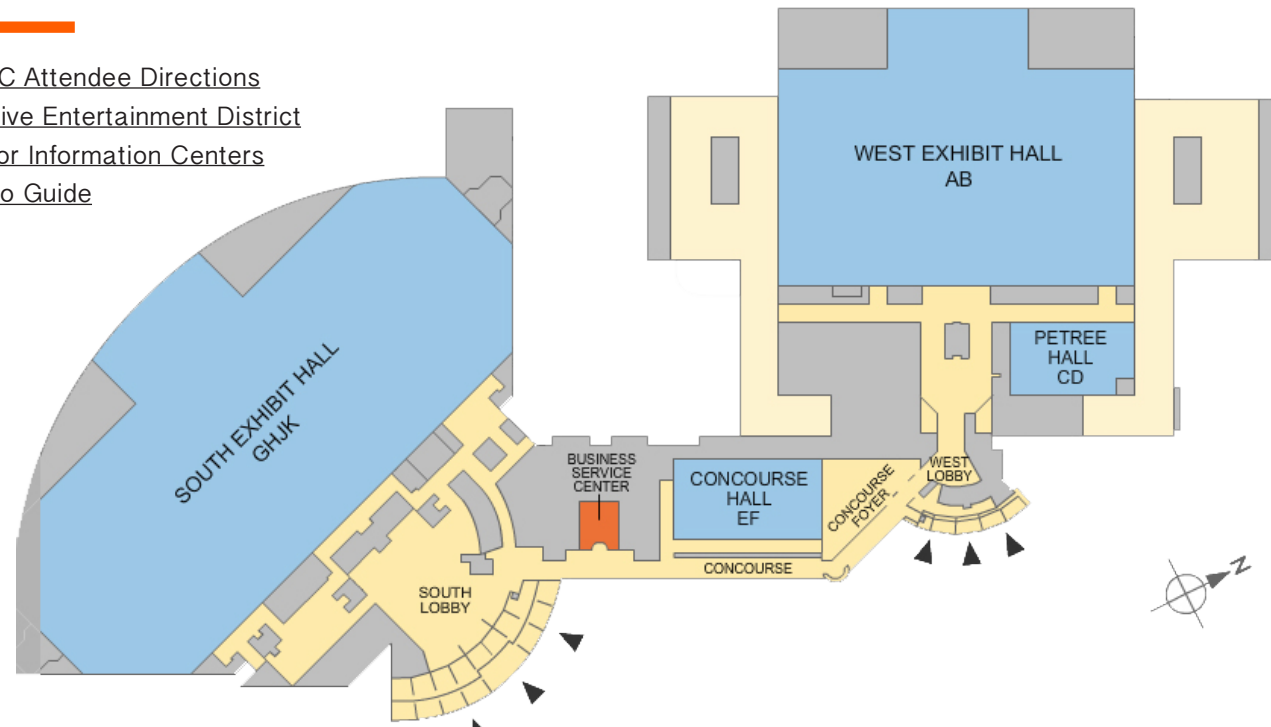 C Attendee Directions
ive Entertainment District
or Information Centers
o Guide
WEST EXHIBIT HALL
AB
PETREE
HALL
CD
SOUTH EXHIBIT HALL
GHJK
BUSINESS
SERVICE
CENTER
CONCOURSE
HALL
EF
CONCOURSE
FOYER
WEST
LOBBY
CONCOURSE
SOUTH
LOBBY
N